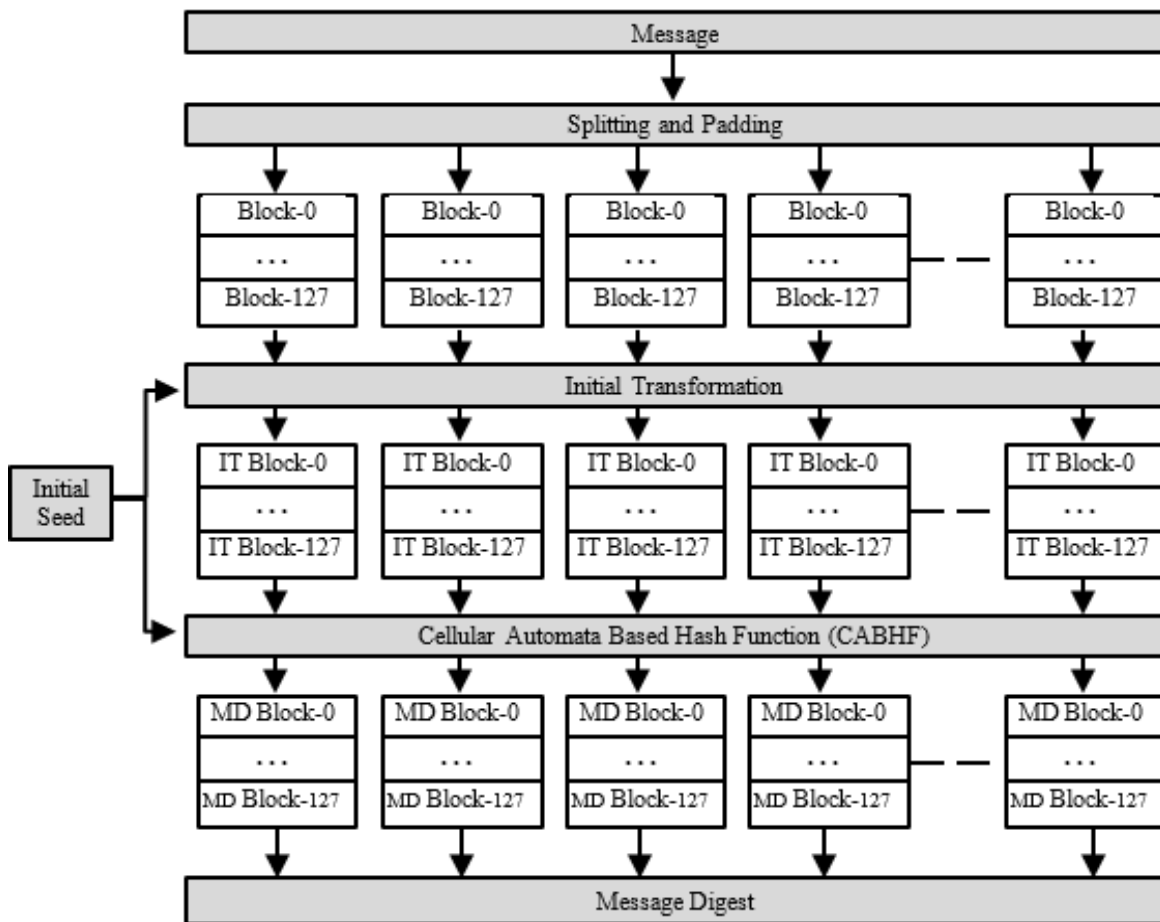 Message
Splitting and Padding
Block-0 Block-0 Block-0 Block-0 Block-0
... ... ... ... ...
Block-127 Block-127 Block-127 Block-127 Block-127
Initial Transformation
IT Block-0 IT Block-0 IT Block-0 IT Block-0 IT Block-0
Initial
Seed
... ... ... ... ...
IT Block-127 IT Block-127 IT Block-127 IT Block-127 IT Block-127
Cellular Automata Based Hash Function (CABHF)
MD Block-0 MD Block-0 MD Block-0 MD Block-0 MD Block-0
... ... ... ... ...
MD Block-127 MD Block-127 MD Block-127 MD Block-127 MD Block-127
Message Digest